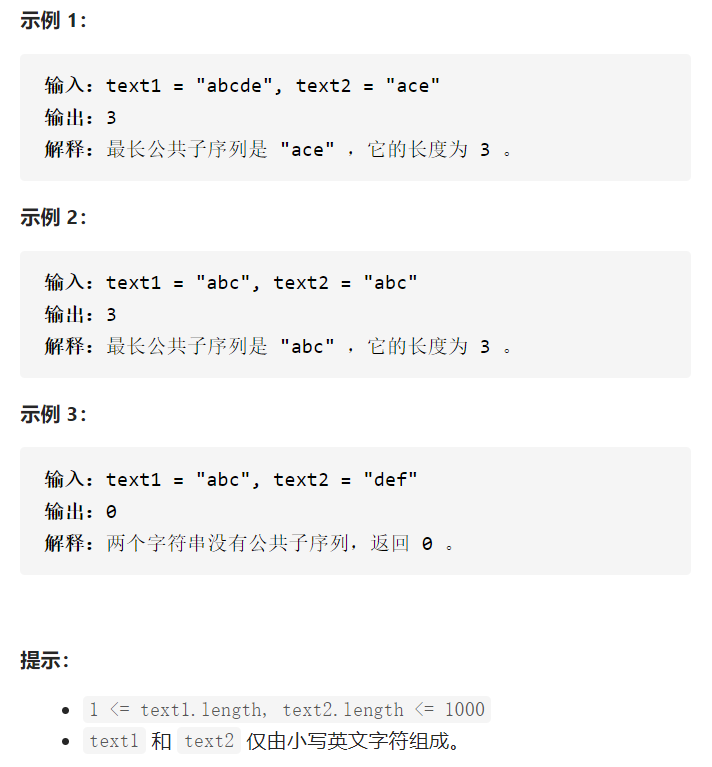 示例 1：
输入：text1 = "abcde", text2 = "ace"
输出：3
解释：最长公共子序列是 "ace" ，它的长度为 3 。
示例 2：
输入：text1 = "abc", text2 = "abc"
输出：3
解释：最长公共子序列是 "abc" ，它的长度为 3 。
示例 3：
输入：text1 = "abc", text2 = "def"
输出：0
解释：两个字符串没有公共子序列，返回 0 。
提示：
• 1 <= text1.length, text2.length <= 1000
• text1 和 text2 仅由小写英文字符组成。